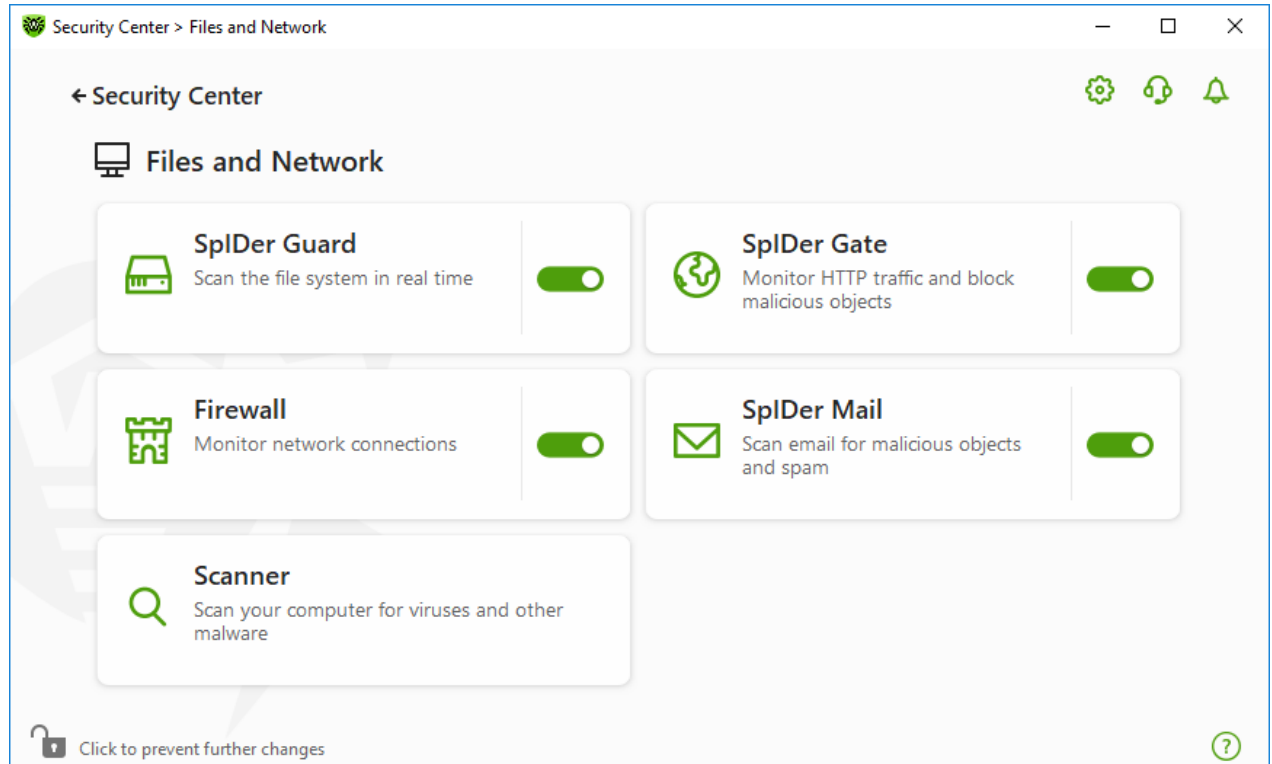 Security Center > Files and Network
Security Center
Files and Network
SpIDer Guard
Scan the file system in real time
SpIDer Gate
Monitor HTTP traffic and block
malicious objects
Firewall
Monitor network connections
SpIDer Mail
Scan email for malicious objects
and spam
Scanner
Scan your computer for viruses and other
malware
Click to prevent further changes
?